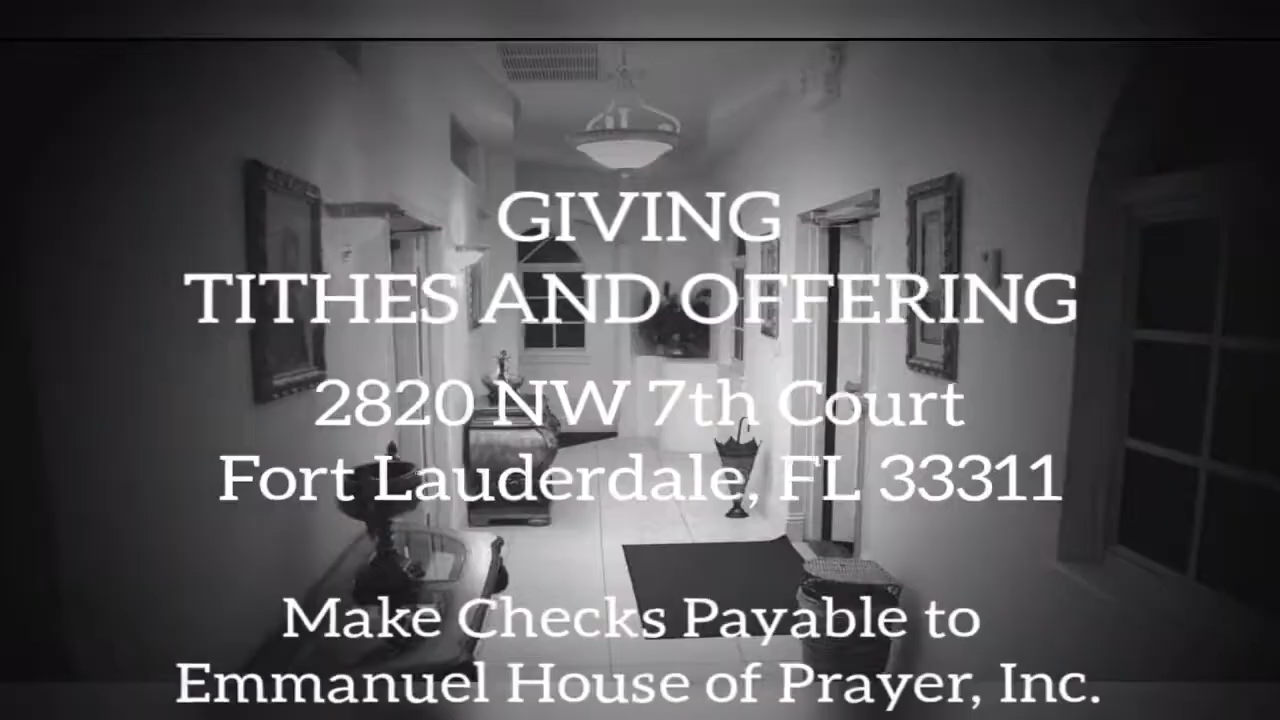 GIVING
TITHES AND OFFERING
2820 NW 7th Court
Fort Lauderdale, FL 33311
Make Checks Payable to
Emmanuel House of Prayer, Inc.